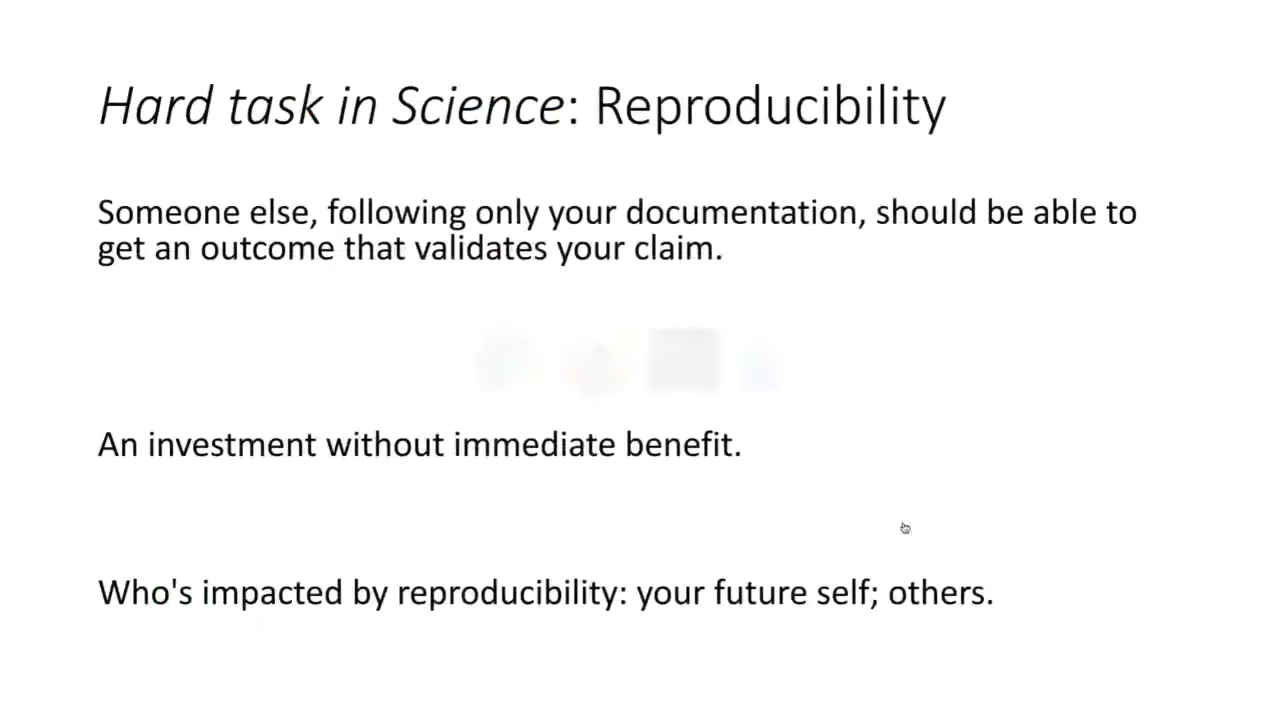 Hard task in Science: Reproducibility
Someone else, following only your documentation, should be able to
get an outcome that validates your claim.
An investment without immediate benefit.
Who's impacted by reproducibility: your future self; others.